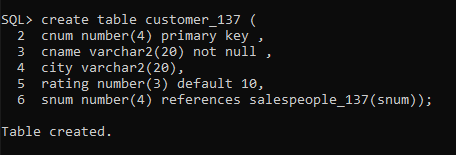 SQL> create table customer_137 (
2 cnum number(4) primary key ,
3 cname varchar2(20) not null ,
4 city varchar2(20),
5 rating number(3) default 10,
6 snum number(4) references salespeople_137(snum));
Table created.